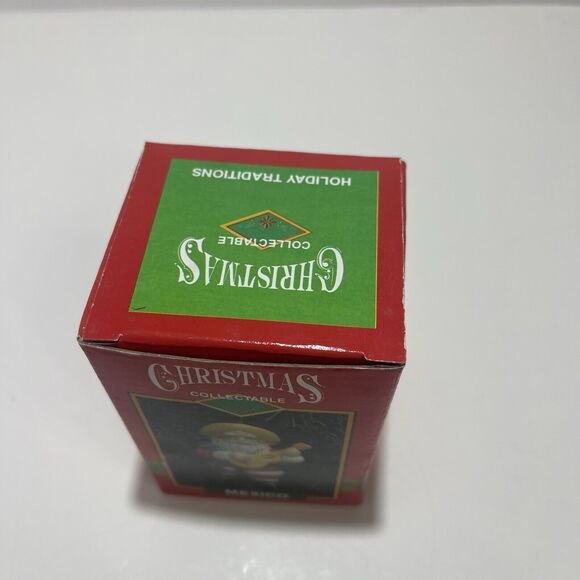 CHRISTMAS
COLLECTABLE
HOLIDAY TRADITIONS
CHRISTMAS
COLLECTABLE
MEXICO